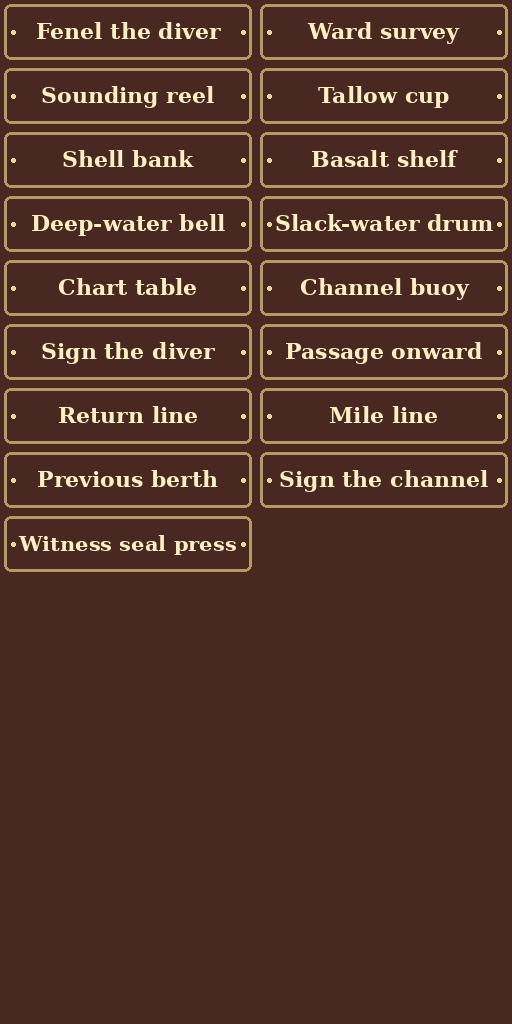 Fenel the diver
Ward survey
Sounding reel
Tallow cup
Shell bank
Basalt shelf
Deep-water bell
Slack-water drum
Chart table
Channel buoy
Sign the diver
Passage onward
Return line
Mile line
Previous berth
Sign the channel
Witness seal press